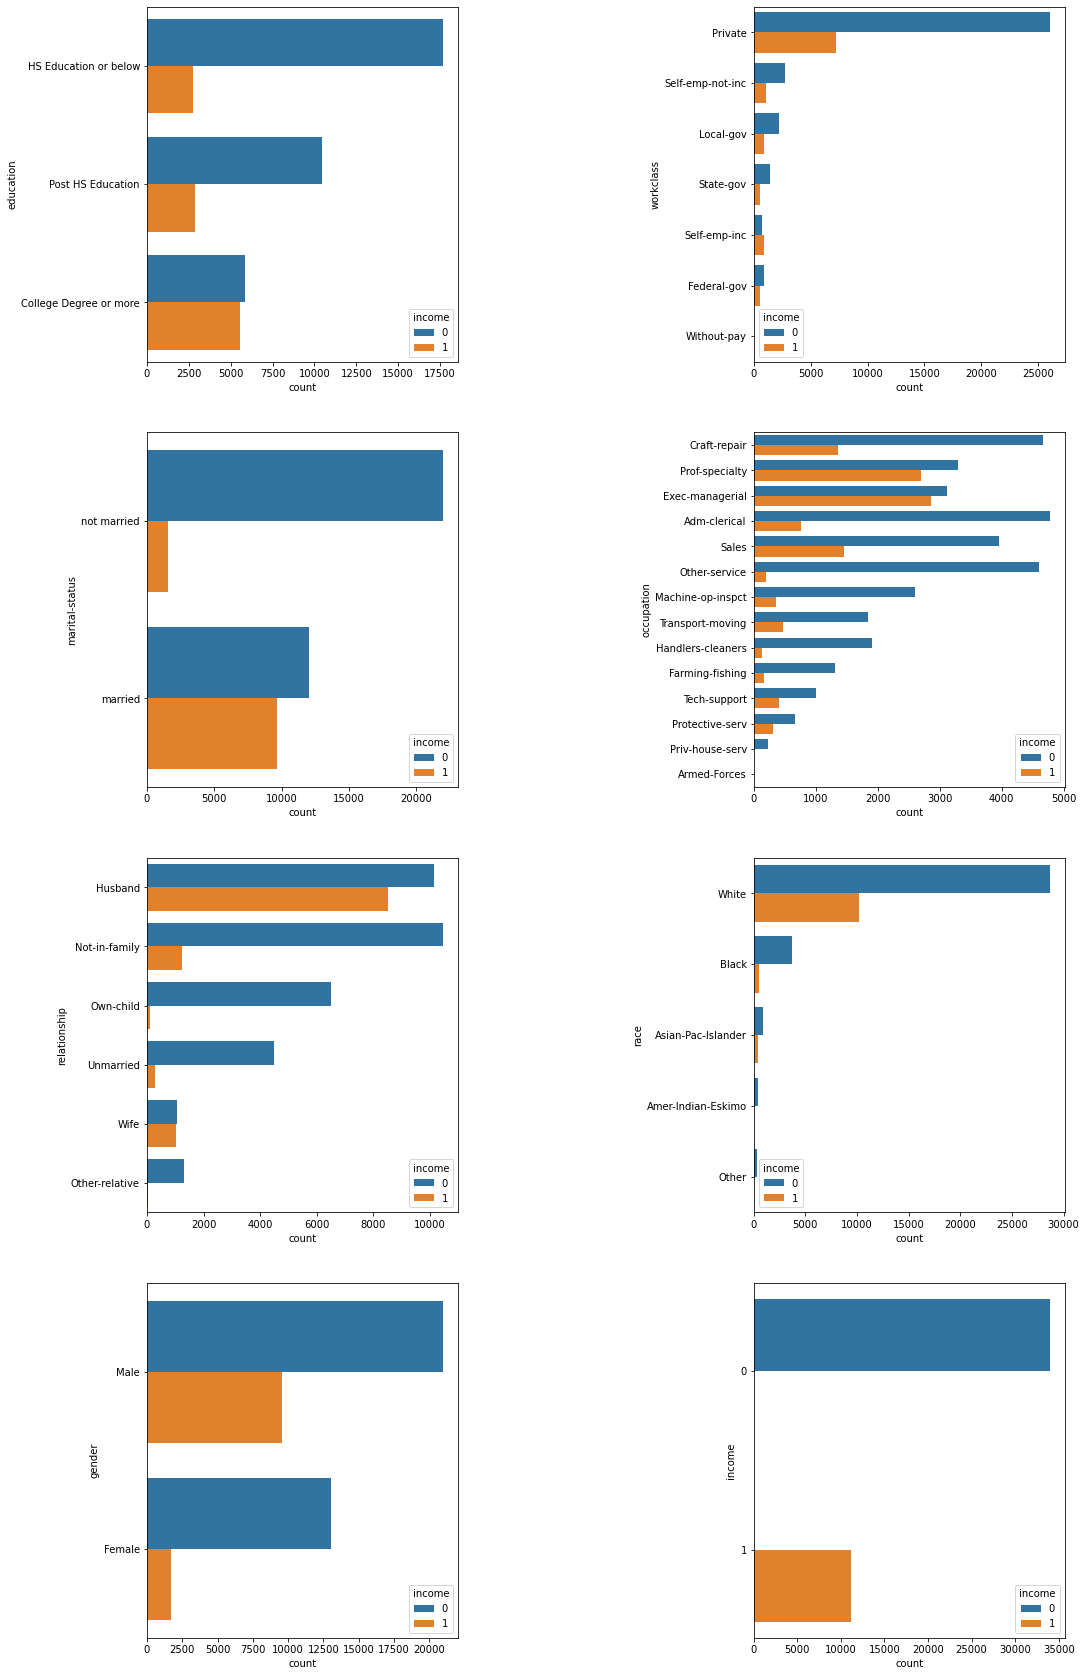 HS Education or below
Post HS Education
College Degree or more
education
0 2500 5000 7500 10000 12500 15000 17500
count
income
0
1
Private
Self-emp-not-inc
Local-gov
State-gov
Self-emp-inc
Federal-gov
Without-pay
workclass
0 5000 10000 15000 20000 25000
count
income
0
1
not married
married
marital-status
0 5000 10000 15000 20000
count
income
0
1
Craft-repair
Prof-specialty
Exec-managerial
Adm-clerical
Sales
Other-service
Machine-op-inspct
Transport-moving
Handlers-cleaners
Farming-fishing
Tech-support
Protective-serv
Priv-house-serv
Armed-Forces
occupation
0 1000 2000 3000 4000 5000
count
income
0
1
Husband
Not-in-family
Own-child
Unmarried
Wife
Other-relative
relationship
0 2000 4000 6000 8000 10000
count
income
0
1
White
Black
Asian-Pac-Islander
Amer-Indian-Eskimo
Other
race
0 5000 10000 15000 20000 25000 30000
count
income
0
1
Male
Female
gender
0 2500 5000 7500 10000 12500 15000 17500 20000
count
income
0
1
0
1
income
0 5000 10000 15000 20000 25000 30000 35000
count
income
0
1